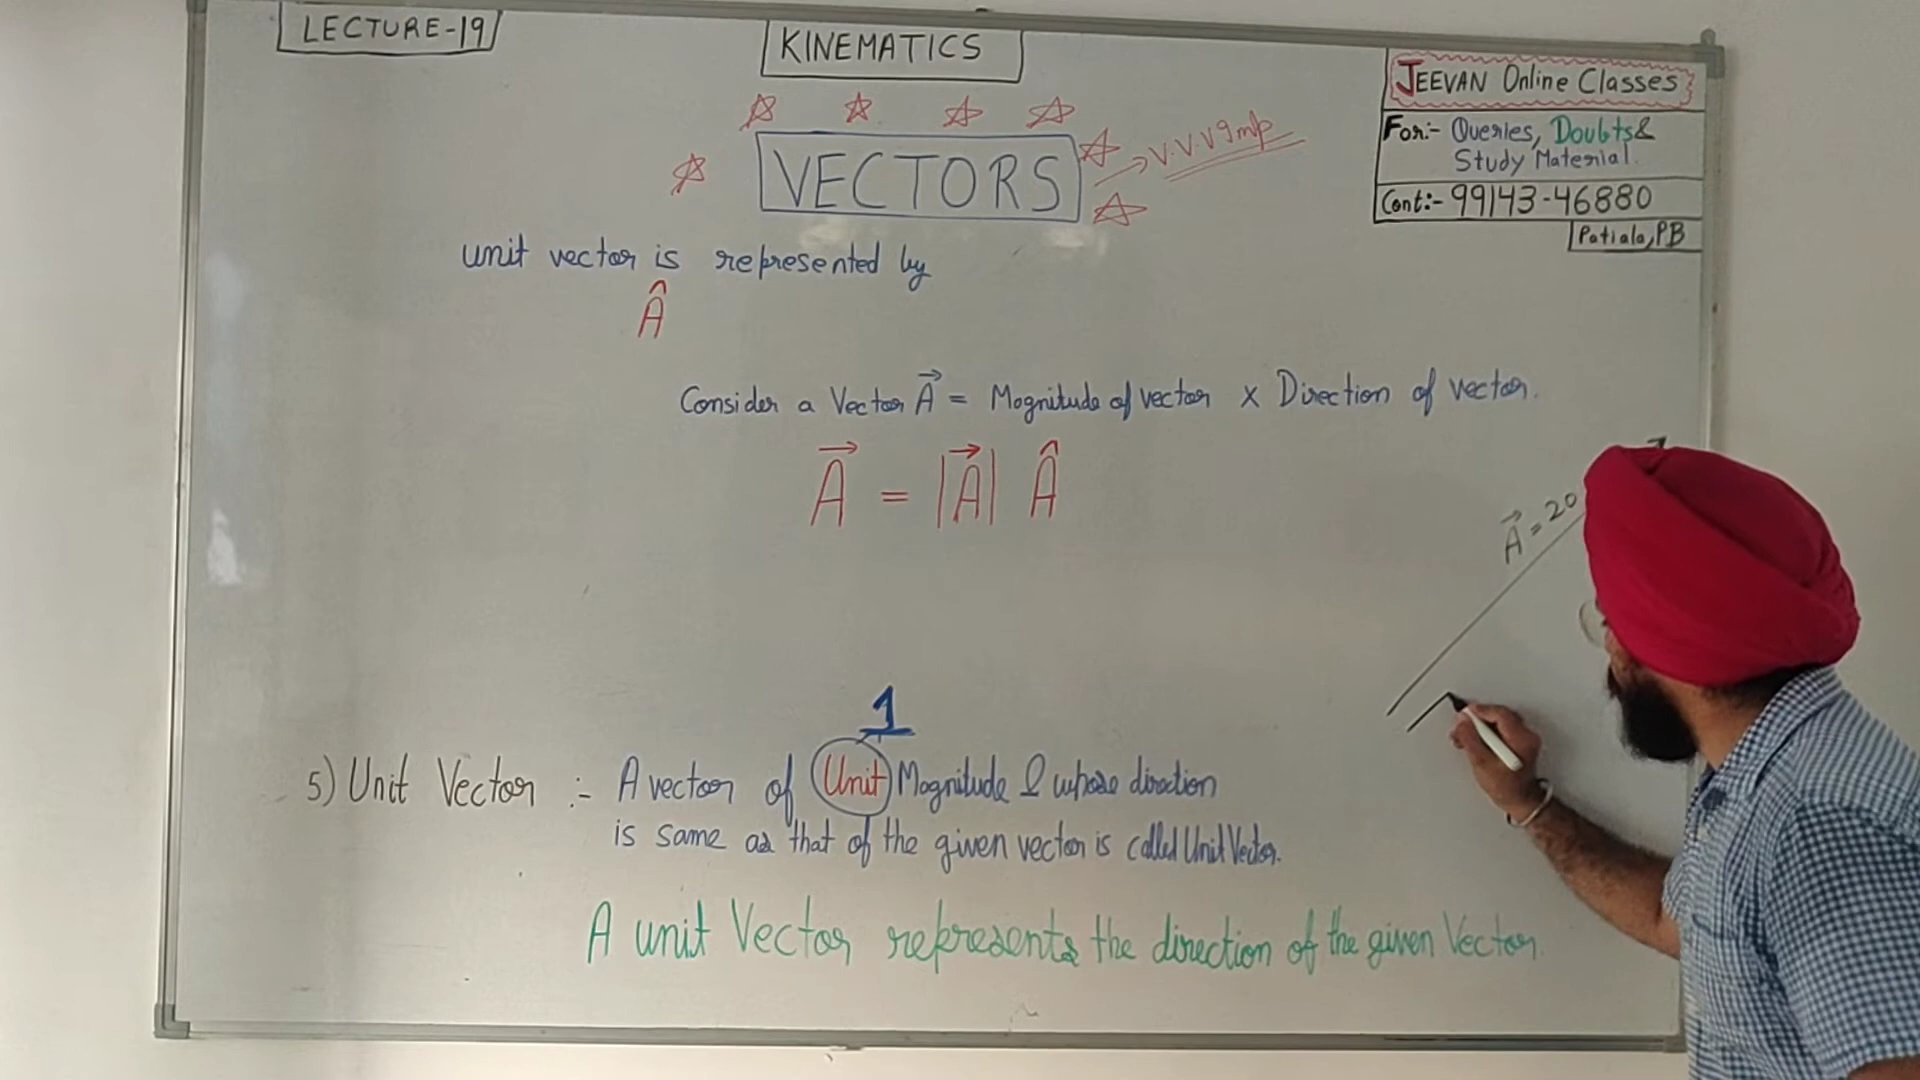 LECTURE-19
KINEMATICS
JEEVAN Online Classes
For:- Queries, Doubts &
Study Material.
Cont:- 99143-46880
Patiala, PB
VECTORS
→ V.V.V Imp
unit vector is represented by
Â
Consider a Vector A⃗ = Magnitude of vector × Direction of vector.
A⃗ = |A⃗| Â
A⃗ = 20
1
5) Unit Vector :- A vector of Unit Magnitude & whose direction
is same as that of the given vector is called Unit Vector.
A unit Vector represents the direction of the given Vector.